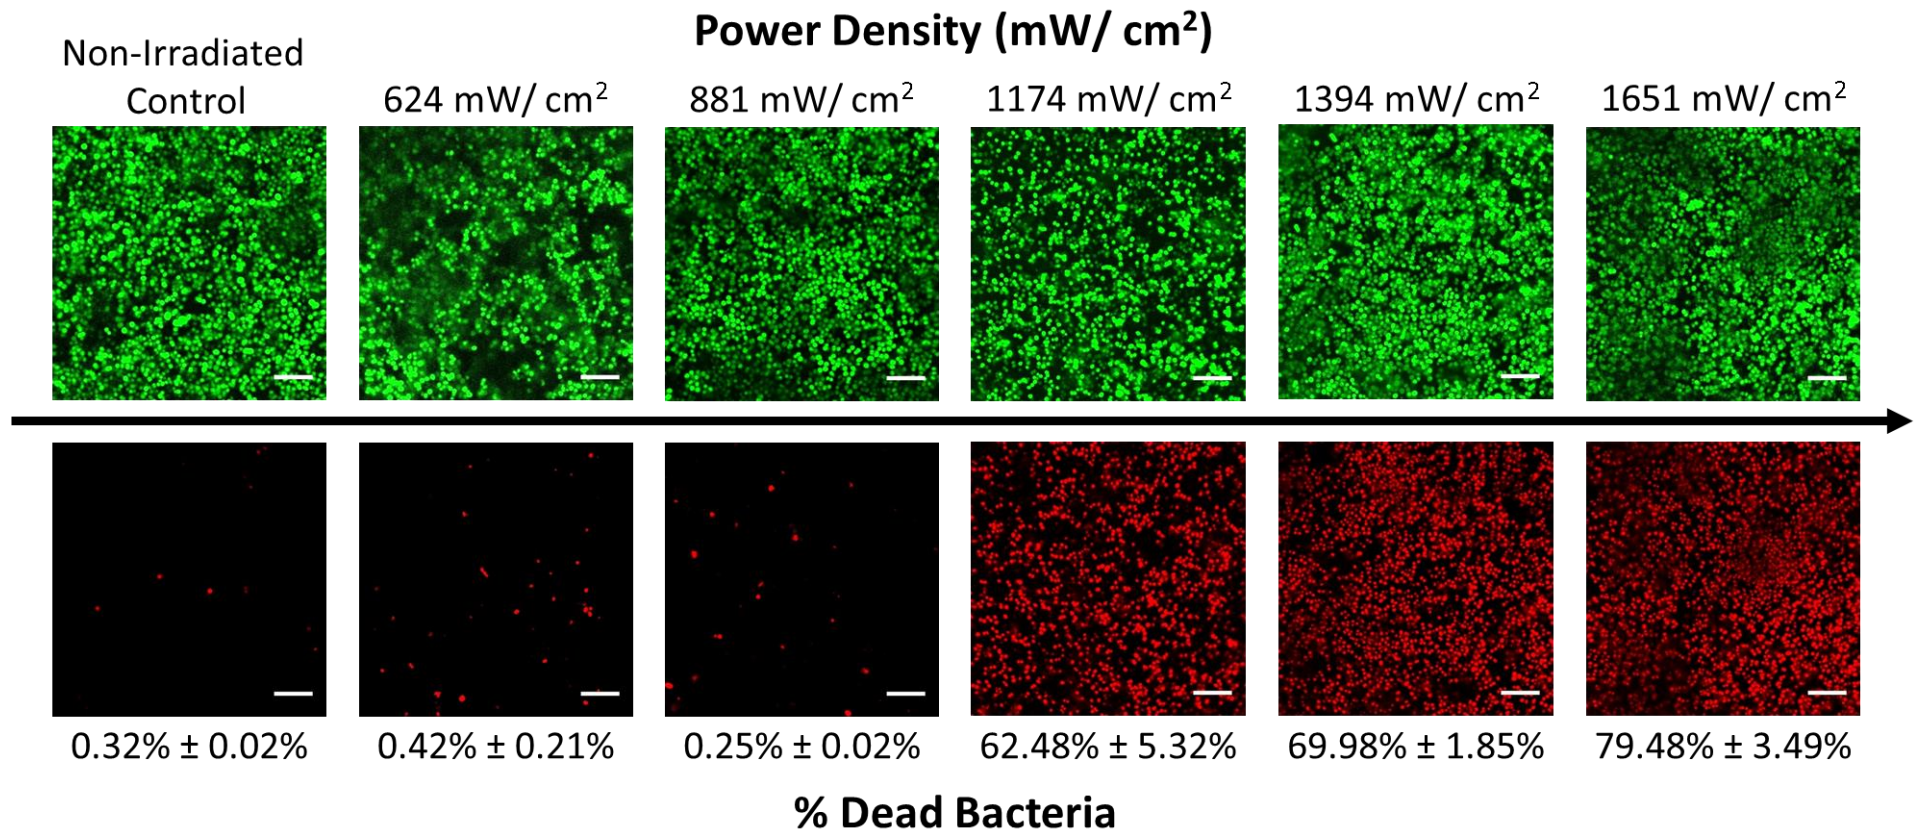 Power Density (mW/ cm²)
Non-Irradiated
Control
624 mW/ cm²
881 mW/ cm²
1174 mW/ cm²
1394 mW/ cm²
1651 mW/ cm²
0.32% ± 0.02%
0.42% ± 0.21%
0.25% ± 0.02%
62.48% ± 5.32%
69.98% ± 1.85%
79.48% ± 3.49%
% Dead Bacteria